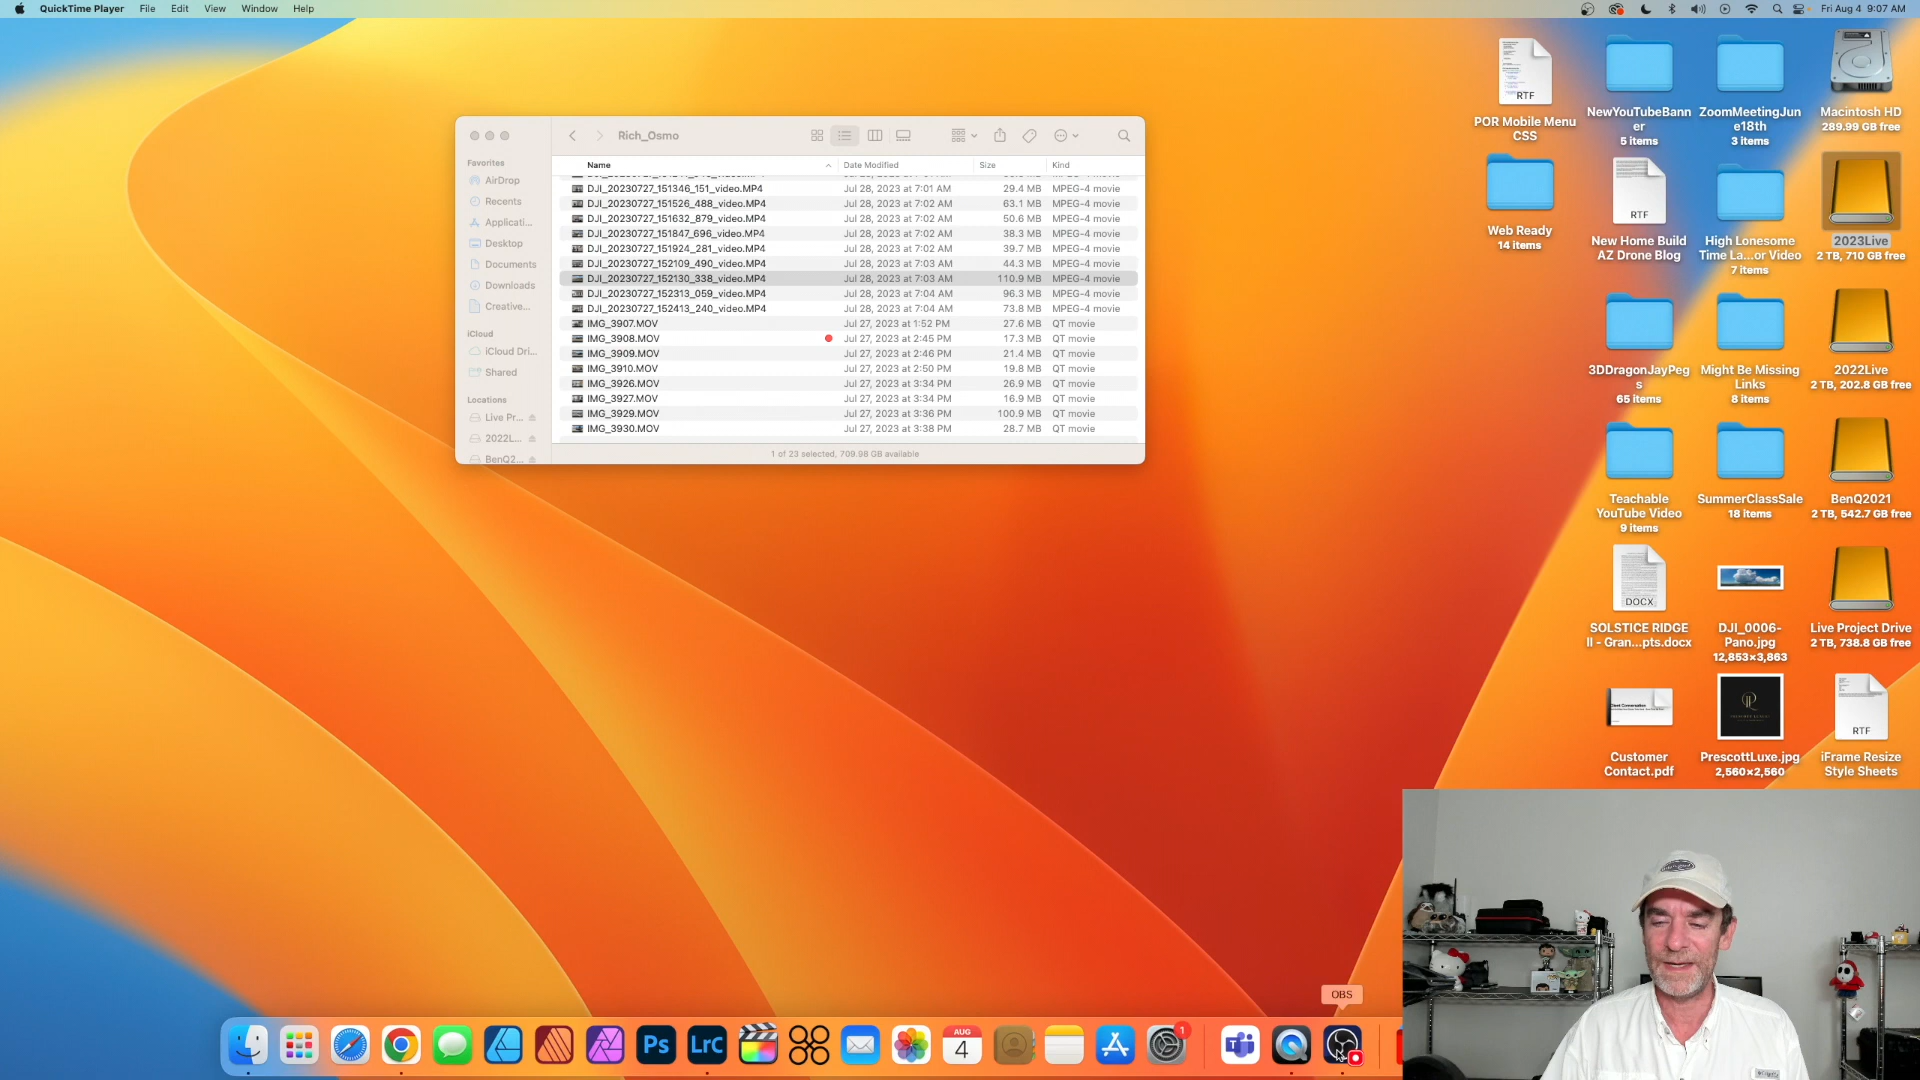 QuickTime Player File Edit View Window Help
Fri Aug 4 9:07 AM
Rich_Osmo
Favorites
AirDrop
Recents
Applicati...
Desktop
Documents
Downloads
Creative...
iCloud
iCloud Dri...
Shared
Locations
Live Pr...
2022L...
BenQ2...
Name Date Modified Size Kind
DJI_20230727_151346_151_video.MP4 Jul 28, 2023 at 7:01 AM 29.4 MB MPEG-4 movie
DJI_20230727_151526_488_video.MP4 Jul 28, 2023 at 7:02 AM 63.1 MB MPEG-4 movie
DJI_20230727_151632_879_video.MP4 Jul 28, 2023 at 7:02 AM 50.6 MB MPEG-4 movie
DJI_20230727_151847_696_video.MP4 Jul 28, 2023 at 7:02 AM 38.3 MB MPEG-4 movie
DJI_20230727_151924_281_video.MP4 Jul 28, 2023 at 7:02 AM 39.7 MB MPEG-4 movie
DJI_20230727_152109_490_video.MP4 Jul 28, 2023 at 7:03 AM 44.3 MB MPEG-4 movie
DJI_20230727_152130_338_video.MP4 Jul 28, 2023 at 7:03 AM 110.9 MB MPEG-4 movie
DJI_20230727_152313_059_video.MP4 Jul 28, 2023 at 7:04 AM 96.3 MB MPEG-4 movie
DJI_20230727_152413_240_video.MP4 Jul 28, 2023 at 7:04 AM 73.8 MB MPEG-4 movie
IMG_3907.MOV Jul 27, 2023 at 1:52 PM 27.6 MB QT movie
IMG_3908.MOV Jul 27, 2023 at 2:45 PM 17.3 MB QT movie
IMG_3909.MOV Jul 27, 2023 at 2:46 PM 21.4 MB QT movie
IMG_3910.MOV Jul 27, 2023 at 2:50 PM 19.8 MB QT movie
IMG_3926.MOV Jul 27, 2023 at 3:34 PM 26.9 MB QT movie
IMG_3927.MOV Jul 27, 2023 at 3:34 PM 16.9 MB QT movie
IMG_3929.MOV Jul 27, 2023 at 3:36 PM 100.9 MB QT movie
IMG_3930.MOV Jul 27, 2023 at 3:38 PM 28.7 MB QT movie
1 of 23 selected, 709.98 GB available
RTF
POR Mobile Menu
CSS
NewYouTubeBann
er
5 items
ZoomMeetingJun
e18th
3 items
Macintosh HD
289.99 GB free
Web Ready
14 items
RTF
New Home Build
AZ Drone Blog
High Lonesome
Time La...or Video
7 items
2023Live
2 TB, 710 GB free
3DDragonJayPeg
s
65 items
Might Be Missing
Links
8 items
2022Live
2 TB, 202.8 GB free
Teachable
YouTube Video
9 items
SummerClassSale
18 items
BenQ2021
2 TB, 542.7 GB free
DOCX
SOLSTICE RIDGE
II - Gran...pts.docx
DJI_0006-
Pano.jpg
12,853×3,863
Live Project Drive
2 TB, 738.8 GB free
Customer
Contact.pdf
PrescottLuxe.jpg
2,560×2,560
RTF
iFrame Resize
Style Sheets
OBS
Ps
LrC
AUG
4
1